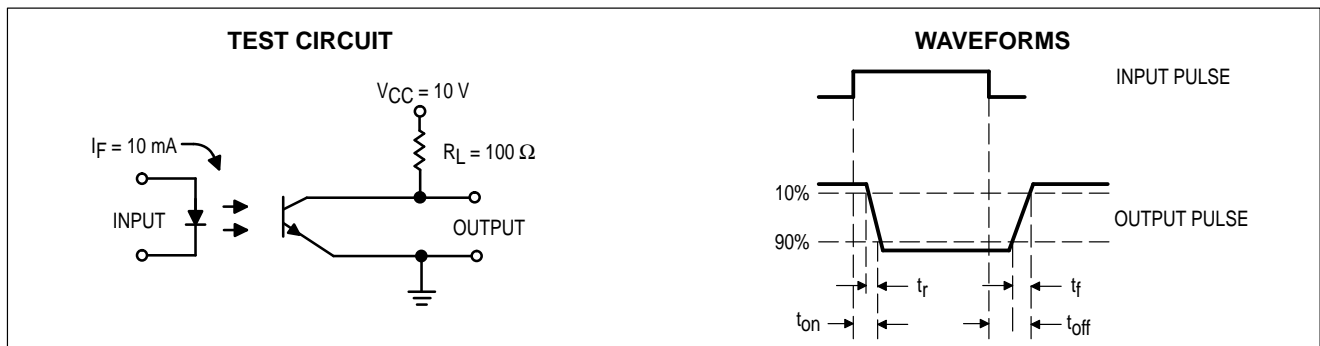 TEST CIRCUIT
VCC = 10 V
IF = 10 mA
RL = 100 Ω
INPUT
OUTPUT
WAVEFORMS
INPUT PULSE
10%
OUTPUT PULSE
90%
tr
tf
ton
toff